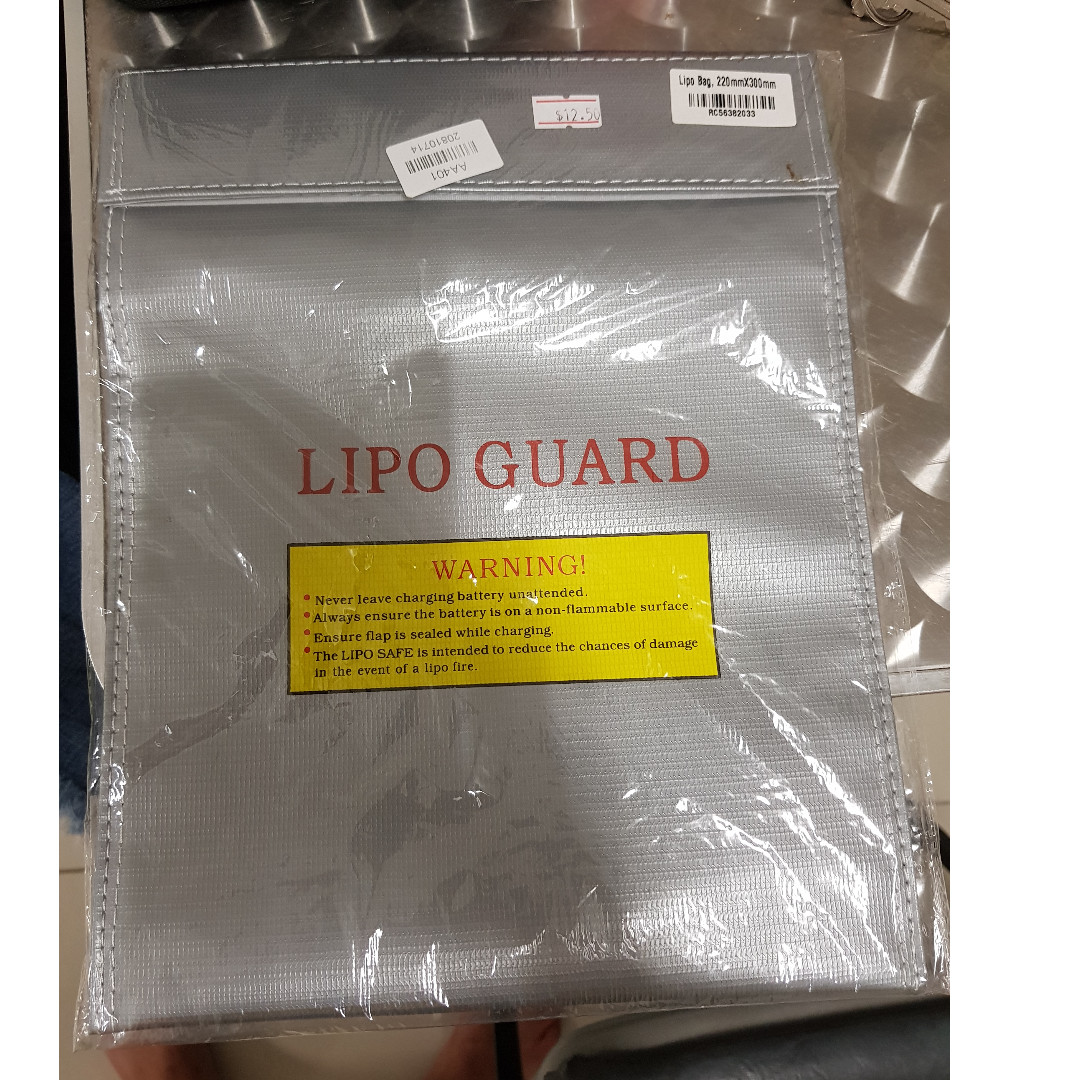 Lipo Bag, 220mmX300mm
RC56382033
$12.50
AA401
20810714
LIPO GUARD
WARNING!
• Never leave charging battery unattended.
• Always ensure the battery is on a non-flammable surface.
• Ensure flap is sealed while charging.
• The LIPO SAFE is intended to reduce the chances of damage
in the event of a lipo fire.